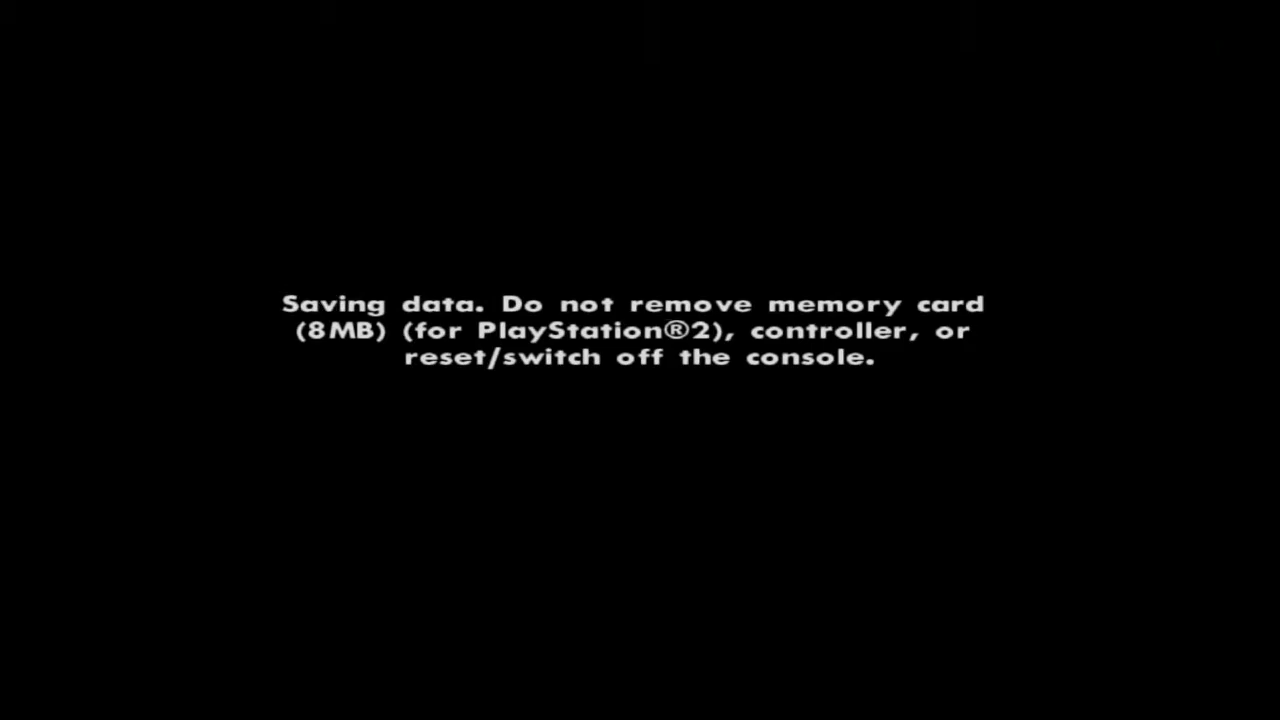 Saving data. Do not remove memory card
(8MB) (for PlayStation®2), controller, or
reset/switch off the console.